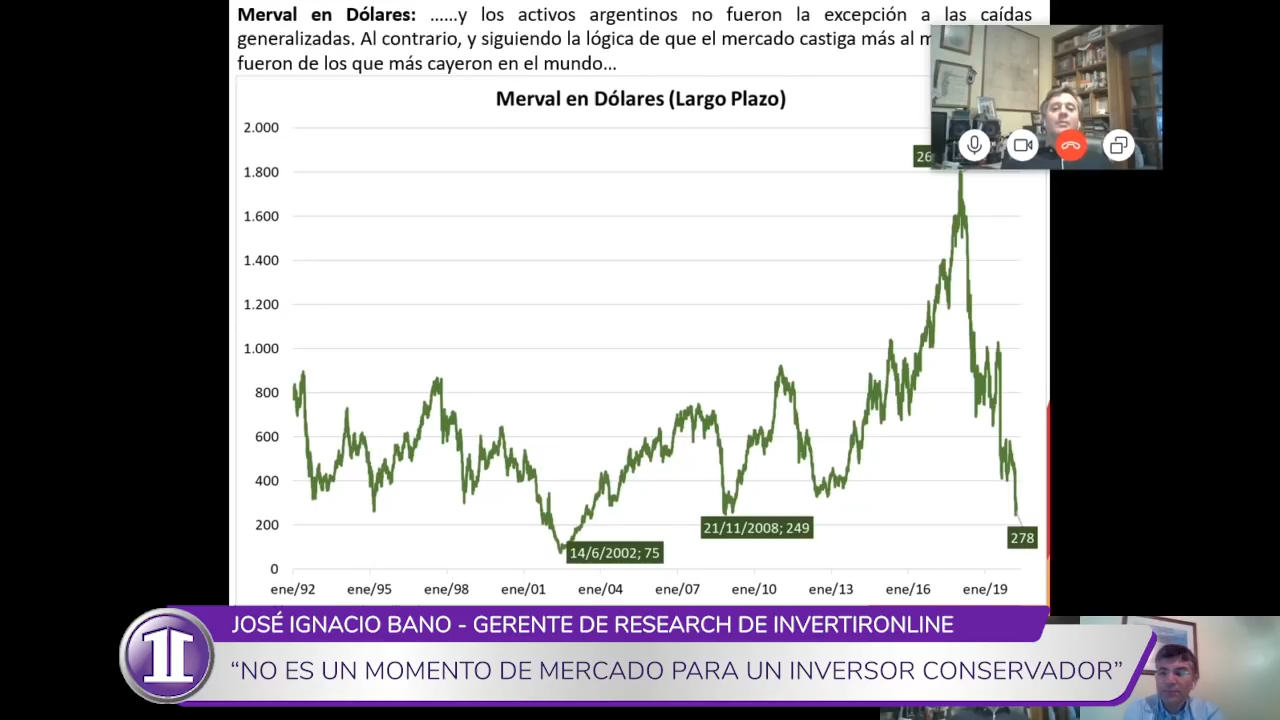 Merval en Dólares: ……y los activos argentinos no fueron la excepción a las caídas
generalizadas. Al contrario, y siguiendo la lógica de que el mercado castiga más al
fueron de los que más cayeron en el mundo…
Merval en Dólares (Largo Plazo)
2.000
26
1.800
1.600
1.400
1.200
1.000
800
600
400
200
0
21/11/2008; 249
278
14/6/2002; 75
ene/92 ene/95 ene/98 ene/01 ene/04 ene/07 ene/10 ene/13 ene/16 ene/19
JOSÉ IGNACIO BANO - GERENTE DE RESEARCH DE INVERTIRONLINE
“NO ES UN MOMENTO DE MERCADO PARA UN INVERSOR CONSERVADOR”